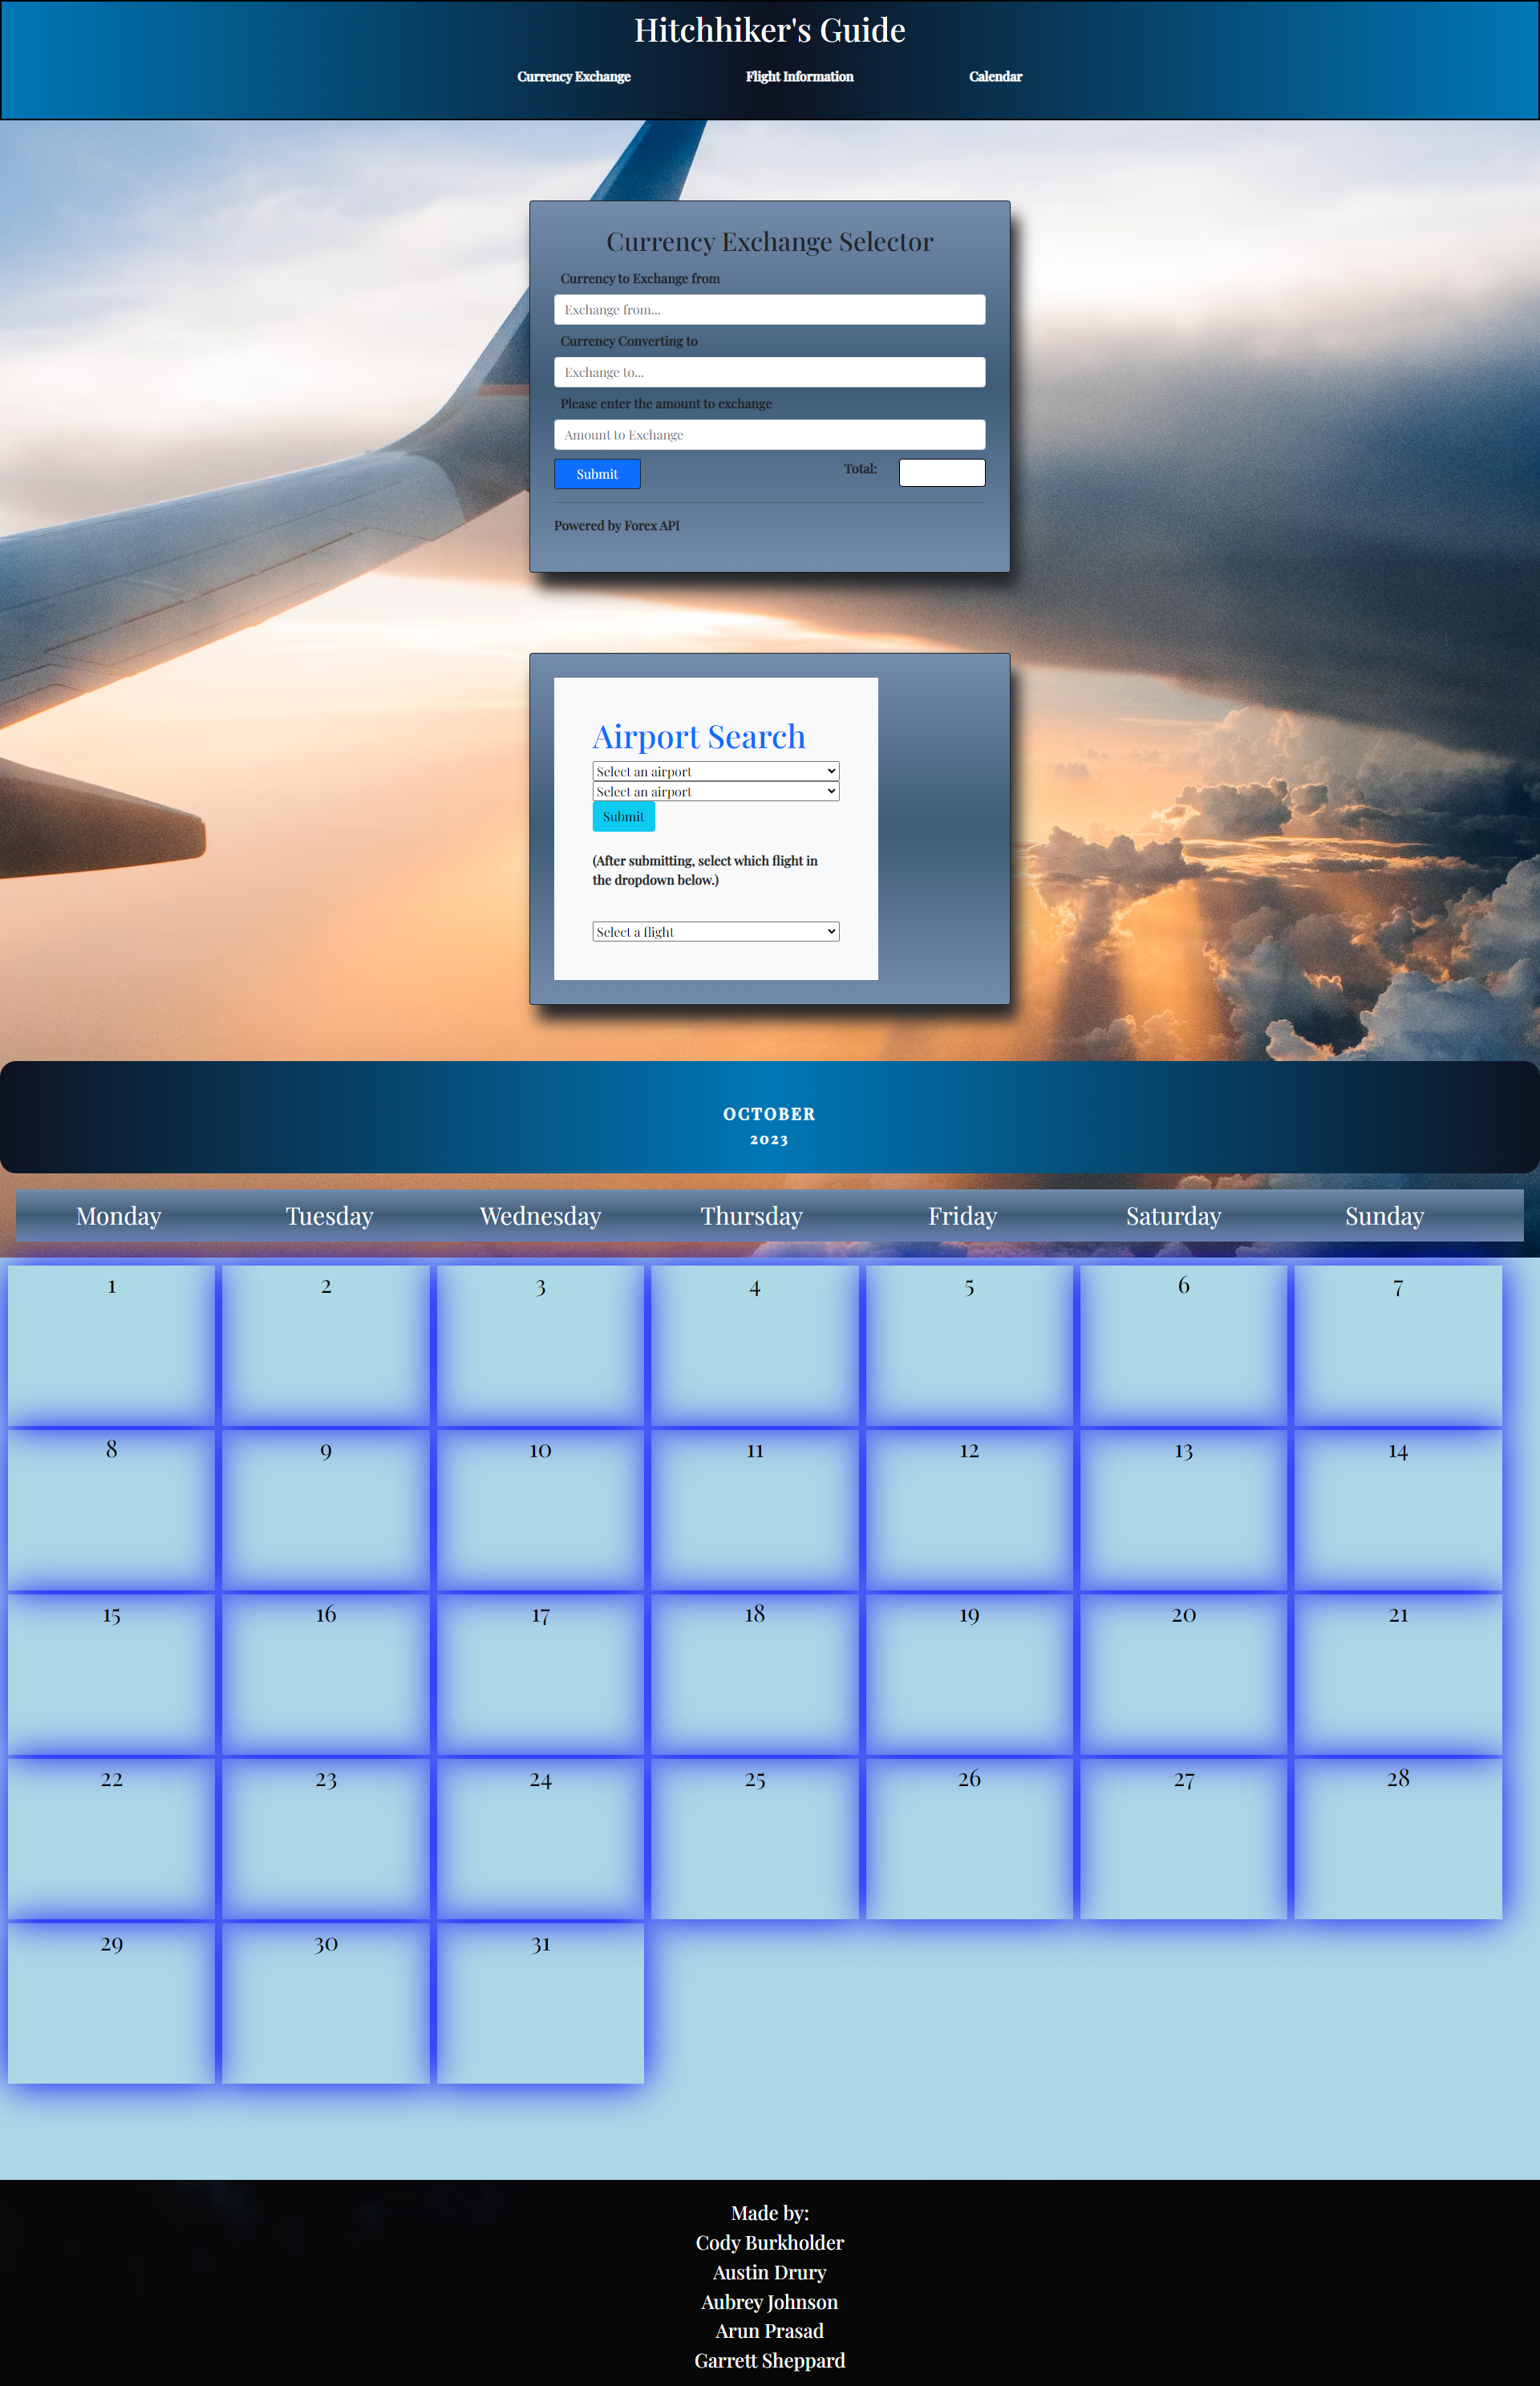 Hitchhiker's Guide
Currency Exchange Flight Information Calendar
Currency Exchange Selector
Currency to Exchange from
Exchange from...
Currency Converting to
Exchange to...
Please enter the amount to exchange
Amount to Exchange
Submit Total:
Powered by Forex API
Airport Search
Select an airport
Select an airport
Submit
(After submitting, select which flight in
the dropdown below.)
Select a flight
OCTOBER
2023
Monday Tuesday Wednesday Thursday Friday Saturday Sunday
1 2 3 4 5 6 7
8 9 10 11 12 13 14
15 16 17 18 19 20 21
22 23 24 25 26 27 28
29 30 31
Made by:
Cody Burkholder
Austin Drury
Aubrey Johnson
Arun Prasad
Garrett Sheppard